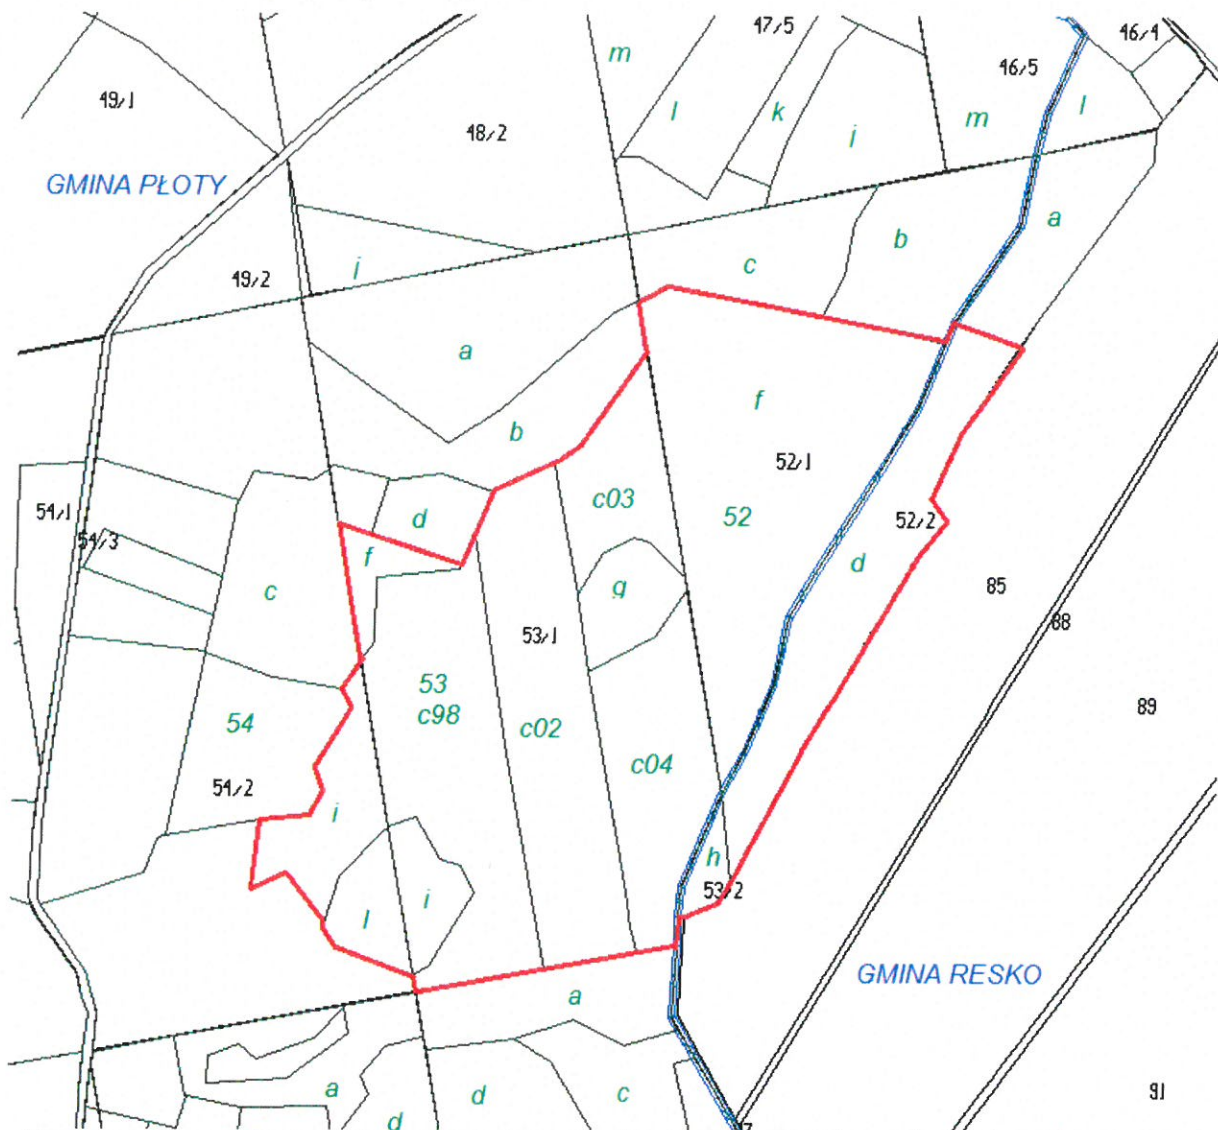 47/5
46/4
m
46/5
49/1
l
k
m
l
48/2
j
GMINA PŁOTY
a
b
c
j
49/2
a
f
b
52/1
c03
54/1
d
52
52/2
54/3
f
d
c
g
85
53/1
88
53
c98
54
c02
89
c04
54/2
i
h
53/2
l
i
GMINA RESKO
a
a
d
c
91
d
7